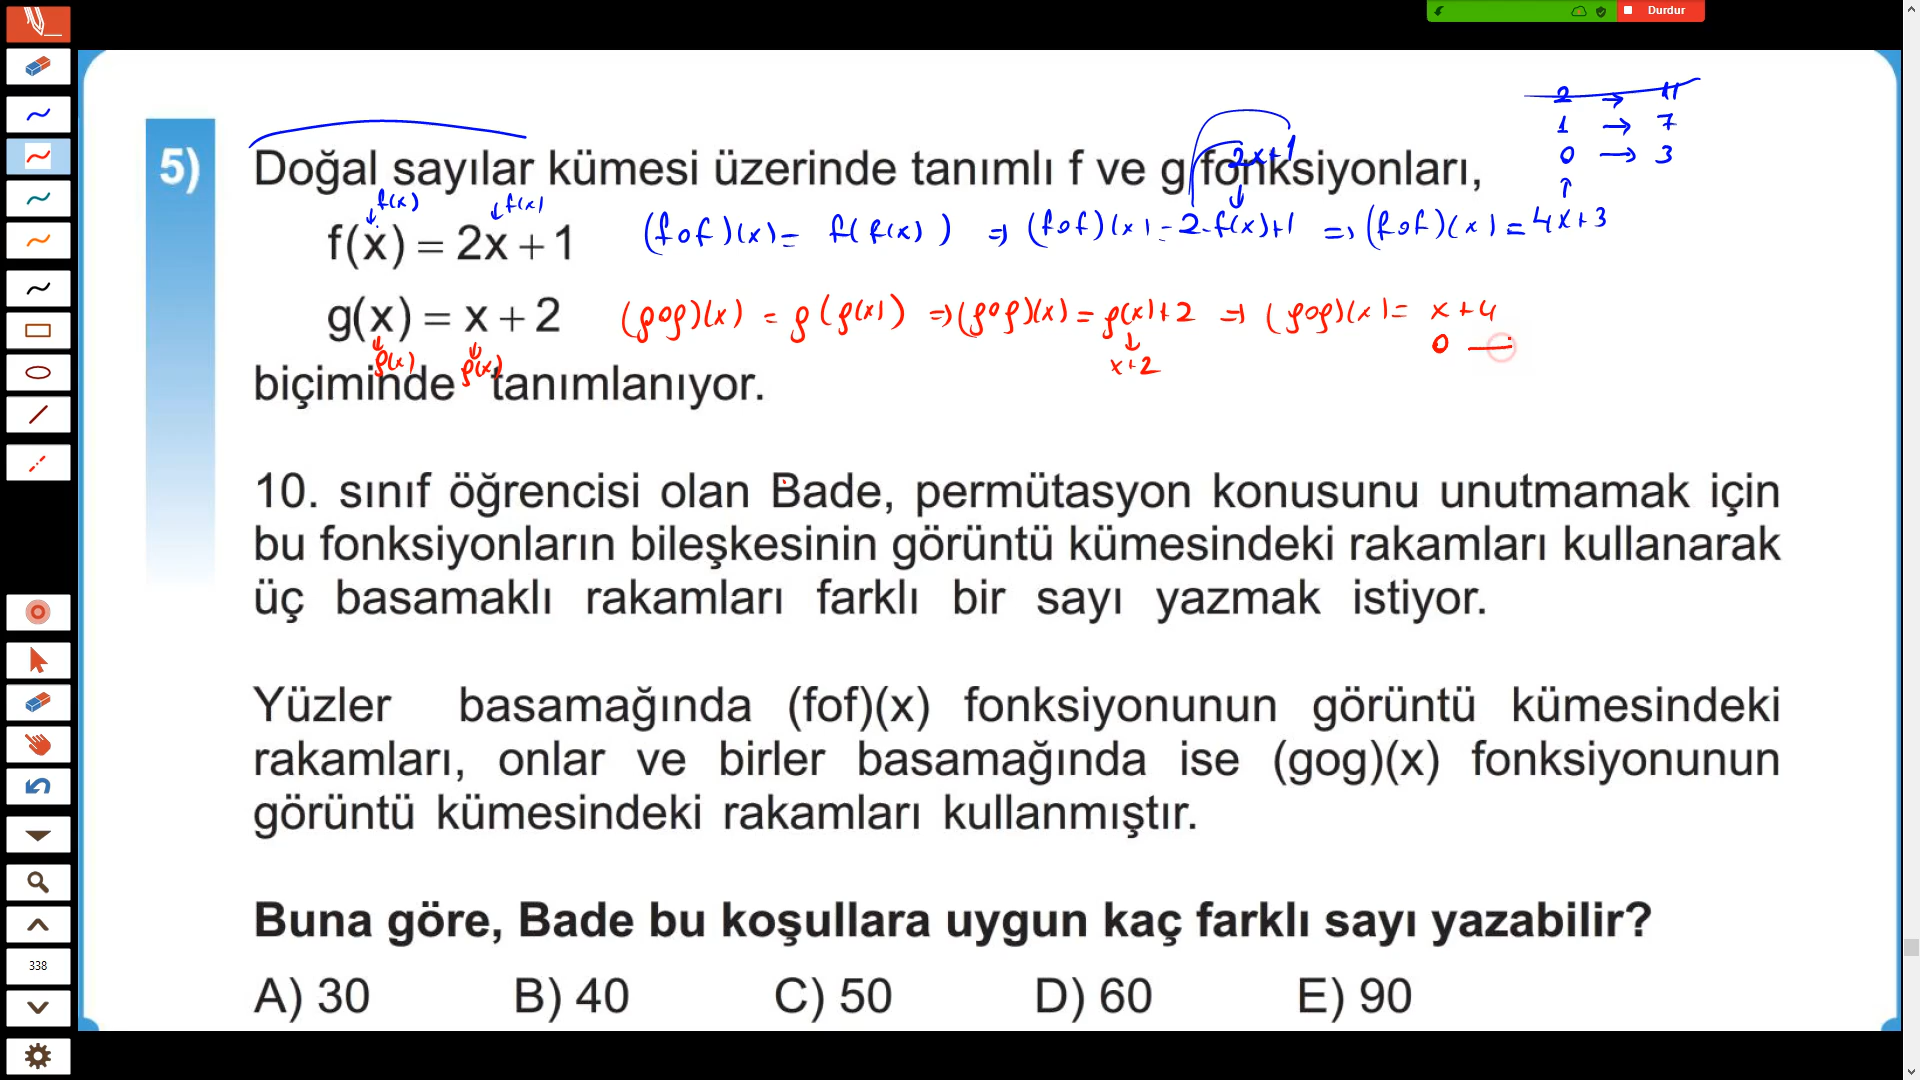 Durdur
2 → 11
1 → 7
0 → 3
5) Doğal sayılar kümesi üzerinde tanımlı f ve g fonksiyonları,
2x+1
f(x) f(x)
f(x) = 2x + 1 (fof)(x) = f(f(x)) ⇒ (fof)(x) = 2.f(x)+1 ⇒ (fof)(x) = 4x+3
g(x) = x + 2 (gog)(x) = g(g(x)) ⇒ (gog)(x) = g(x)+2 ⇒ (gog)(x) = x+4
g(x) g(x) x+2 0 —
biçiminde tanımlanıyor.
10. sınıf öğrencisi olan Bade, permütasyon konusunu unutmamak için
bu fonksiyonların bileşkesinin görüntü kümesindeki rakamları kullanarak
üç basamaklı rakamları farklı bir sayı yazmak istiyor.
Yüzler basamağında (fof)(x) fonksiyonunun görüntü kümesindeki
rakamları, onlar ve birler basamağında ise (gog)(x) fonksiyonunun
görüntü kümesindeki rakamları kullanmıştır.
Buna göre, Bade bu koşullara uygun kaç farklı sayı yazabilir?
A) 30 B) 40 C) 50 D) 60 E) 90
338